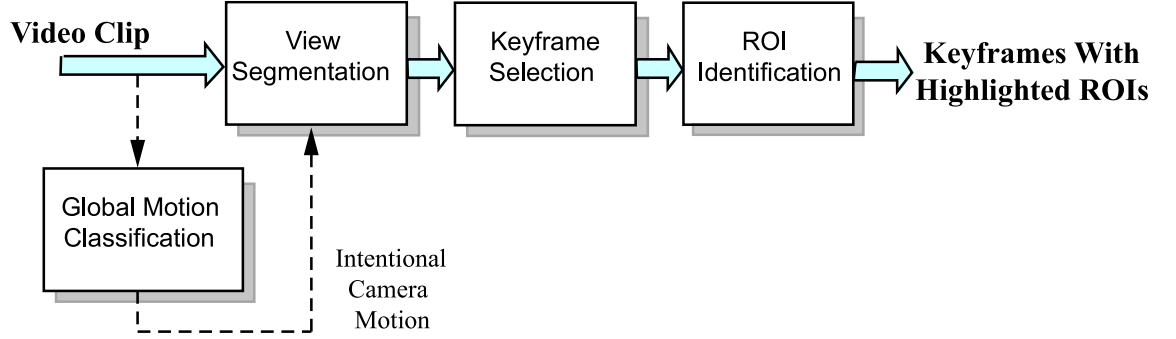 Video Clip
View
Segmentation
Keyframe
Selection
ROI
Identification
Keyframes With
Highlighted ROIs
Global Motion
Classification
Intentional
Camera
Motion